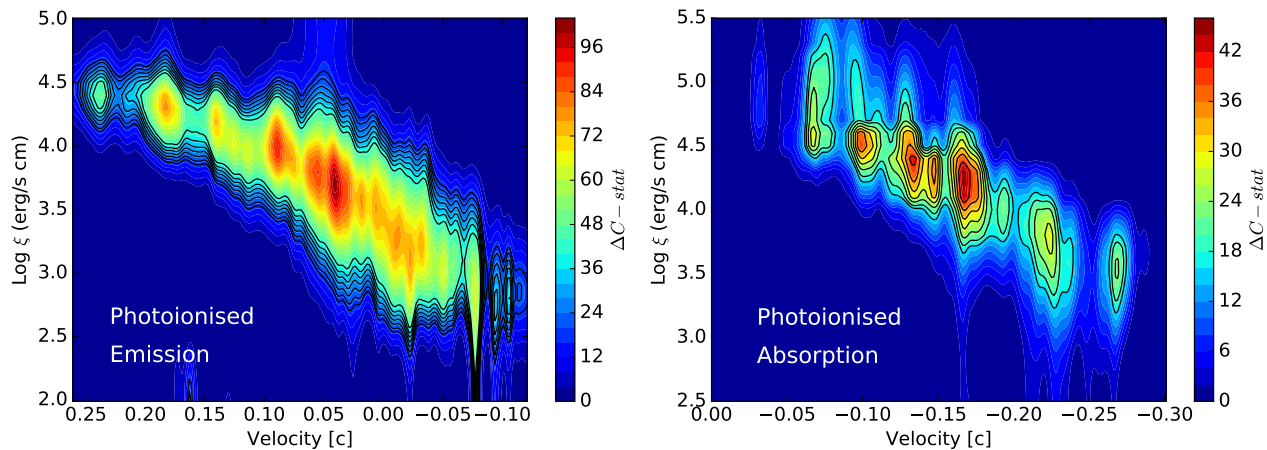 5.0
4.5
4.0
3.5
3.0
2.5
2.0
Log ξ (erg/s cm)
Photoionised
Emission
0.25 0.20 0.15 0.10 0.05 0.00 −0.05 −0.10
Velocity [c]
96
84
72
60
48
36
24
12
0
ΔC − stat
5.5
5.0
4.5
4.0
3.5
3.0
2.5
Log ξ (erg/s cm)
Photoionised
Absorption
0.00 −0.05 −0.10 −0.15 −0.20 −0.25 −0.30
Velocity [c]
42
36
30
24
18
12
6
0
ΔC − stat